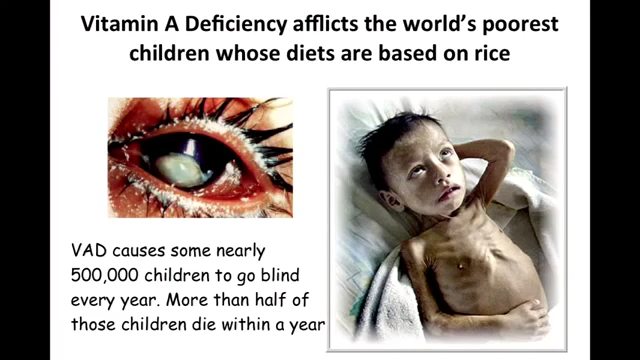 Vitamin A Deficiency afflicts the world's poorest
children whose diets are based on rice
VAD causes some nearly
500,000 children to go blind
every year. More than half of
those children die within a year